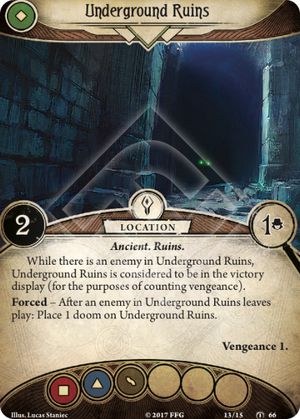 Underground Ruins
2
LOCATION
1
Ancient. Ruins.
While there is an enemy in Underground Ruins,
Underground Ruins is considered to be in the victory
display (for the purposes of counting vengeance).
Forced – After an enemy in Underground Ruins leaves
play: Place 1 doom on Underground Ruins.
Vengeance 1.
Illus. Lucas Staniec
© 2017 FFG
13/15
66